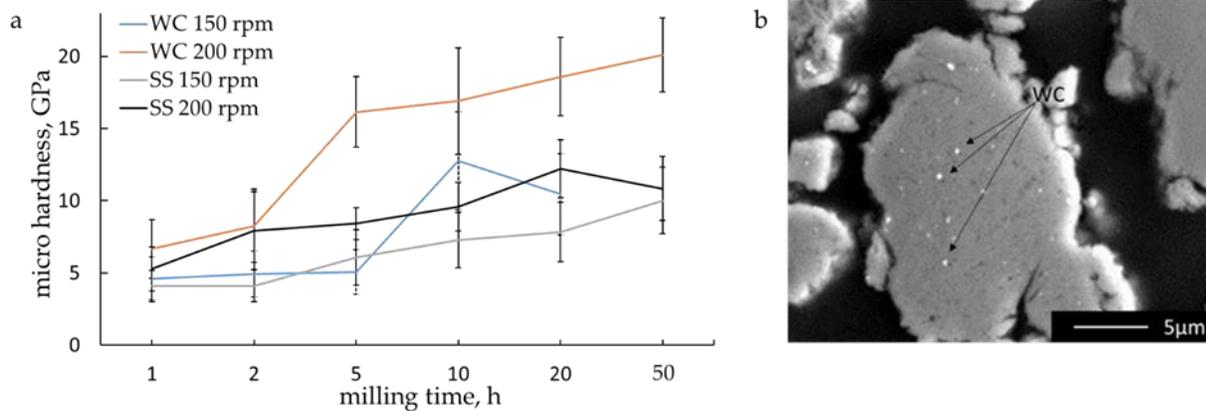 a
WC 150 rpm
WC 200 rpm
SS 150 rpm
SS 200 rpm
micro hardness, GPa
20
15
10
5
0
1 2 5 10 20 50
milling time, h
b
WC
5µm